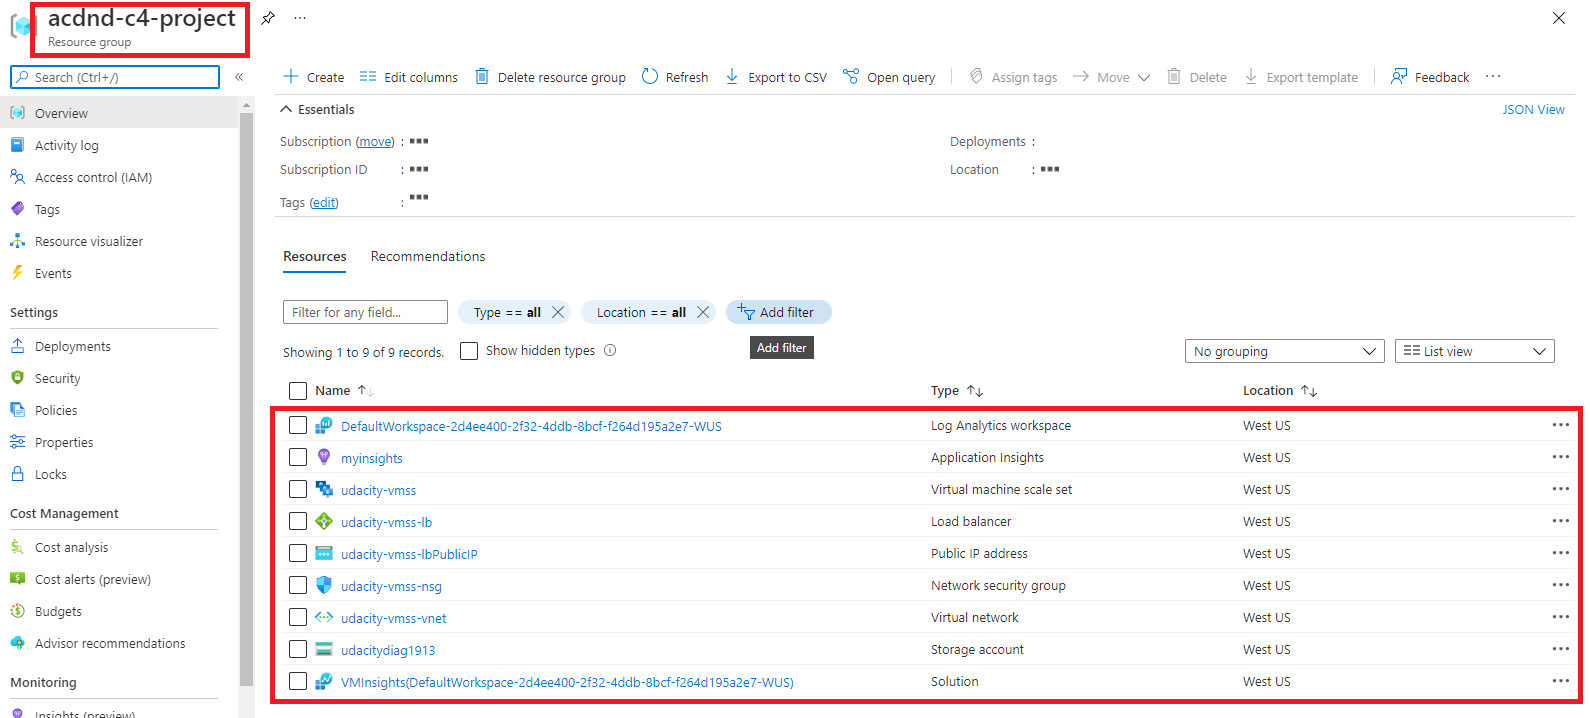 acdnd-c4-project
Resource group
Search (Ctrl+/)
Overview
Activity log
Access control (IAM)
Tags
Resource visualizer
Events
Settings
Deployments
Security
Policies
Properties
Locks
Cost Management
Cost analysis
Cost alerts (preview)
Budgets
Advisor recommendations
Monitoring
Insights (preview)
Create Edit columns Delete resource group Refresh Export to CSV Open query Assign tags Move Delete Export template Feedback
Essentials JSON View
Subscription (move) : Deployments :
Subscription ID : Location :
Tags (edit) :
Resources Recommendations
Filter for any field... Type == all Location == all Add filter
Add filter
Showing 1 to 9 of 9 records. Show hidden types No grouping List view
Name Type Location
DefaultWorkspace-2d4ee400-2f32-4ddb-8bcf-f264d195a2e7-WUS Log Analytics workspace West US
myinsights Application Insights West US
udacity-vmss Virtual machine scale set West US
udacity-vmss-lb Load balancer West US
udacity-vmss-lbPublicIP Public IP address West US
udacity-vmss-nsg Network security group West US
udacity-vmss-vnet Virtual network West US
udacitydiag1913 Storage account West US
VMInsights(DefaultWorkspace-2d4ee400-2f32-4ddb-8bcf-f264d195a2e7-WUS) Solution West US